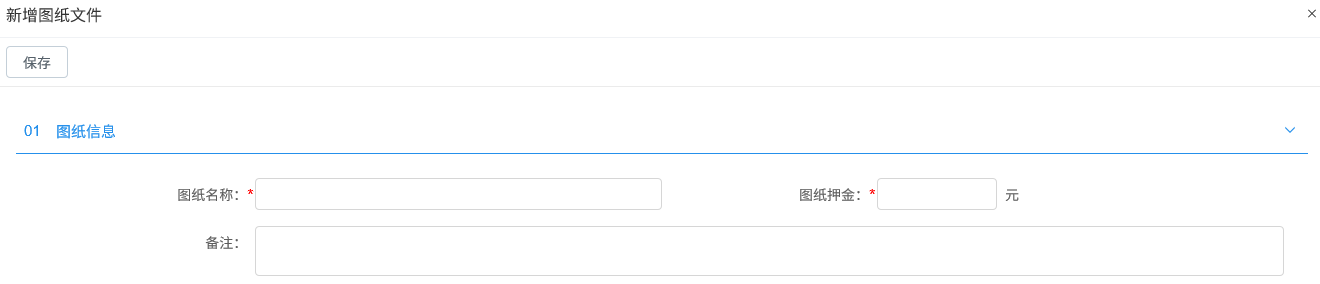 新增图纸文件 ×
保存
01 图纸信息
图纸名称：* 图纸押金：* 元
备注：